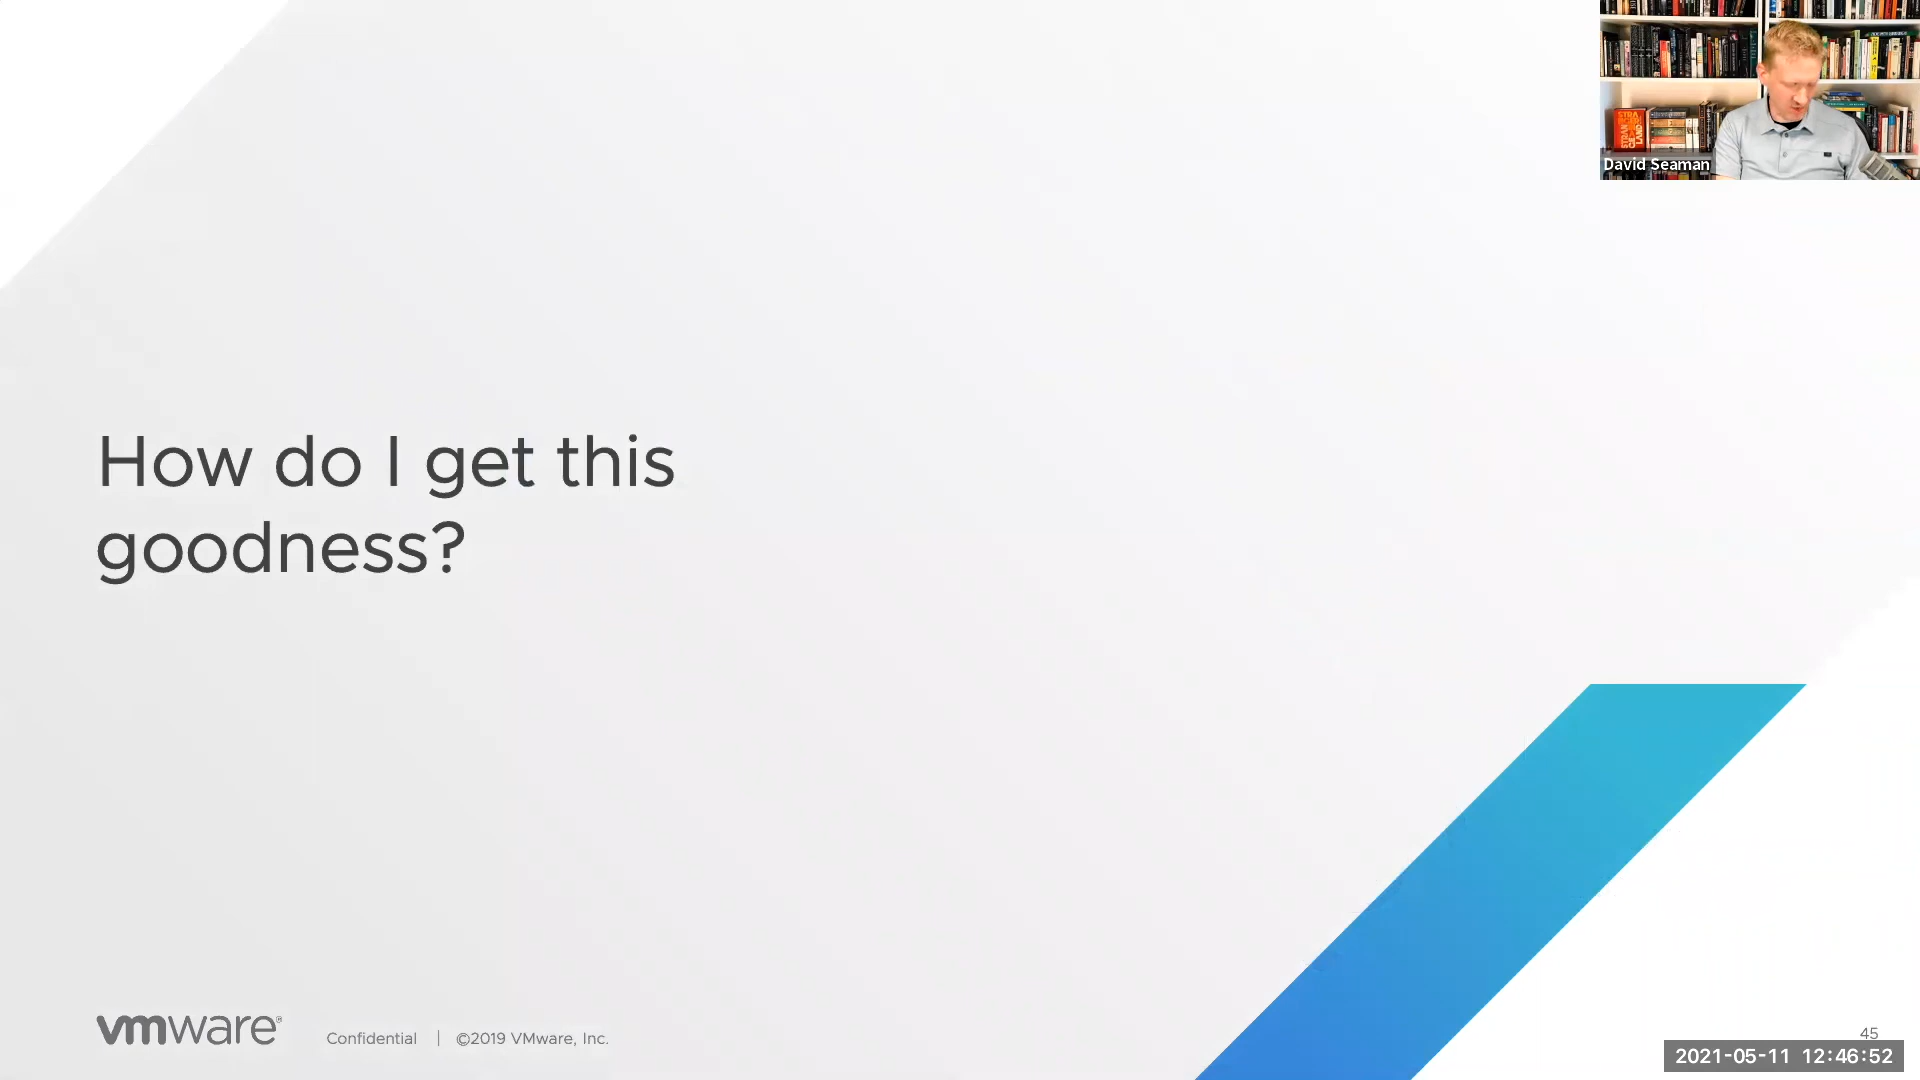 David Seaman
How do I get this
goodness?
vmware®
Confidential | ©2019 VMware, Inc.
45
2021-05-11 12:46:52